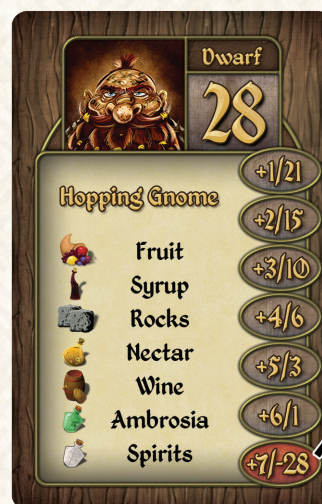 Dwarf
28
Hopping Gnome
+1/21
+2/15
+3/10
+4/6
+5/3
+6/1
+7/-28
Fruit
Syrup
Rocks
Nectar
Wine
Ambrosia
Spirits